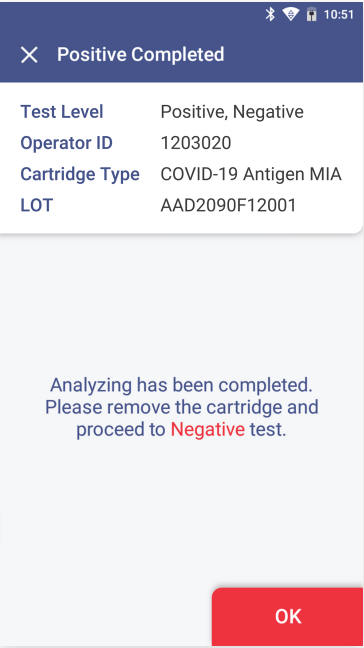 10:51
Positive Completed
Test Level Positive, Negative
Operator ID 1203020
Cartridge Type COVID-19 Antigen MIA
LOT AAD2090F12001
Analyzing has been completed.
Please remove the cartridge and
proceed to Negative test.
OK